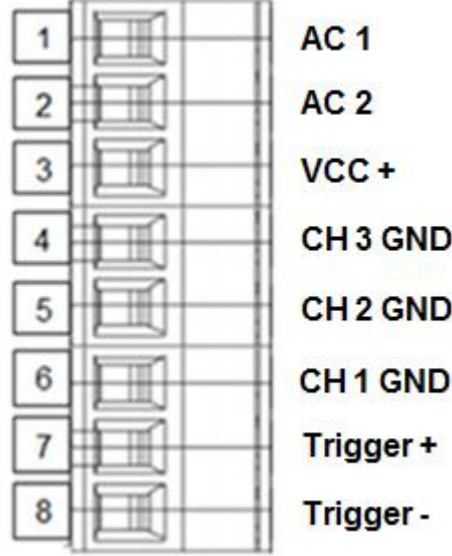 1 AC 1
2 AC 2
3 VCC +
4 CH 3 GND
5 CH 2 GND
6 CH 1 GND
7 Trigger +
8 Trigger -